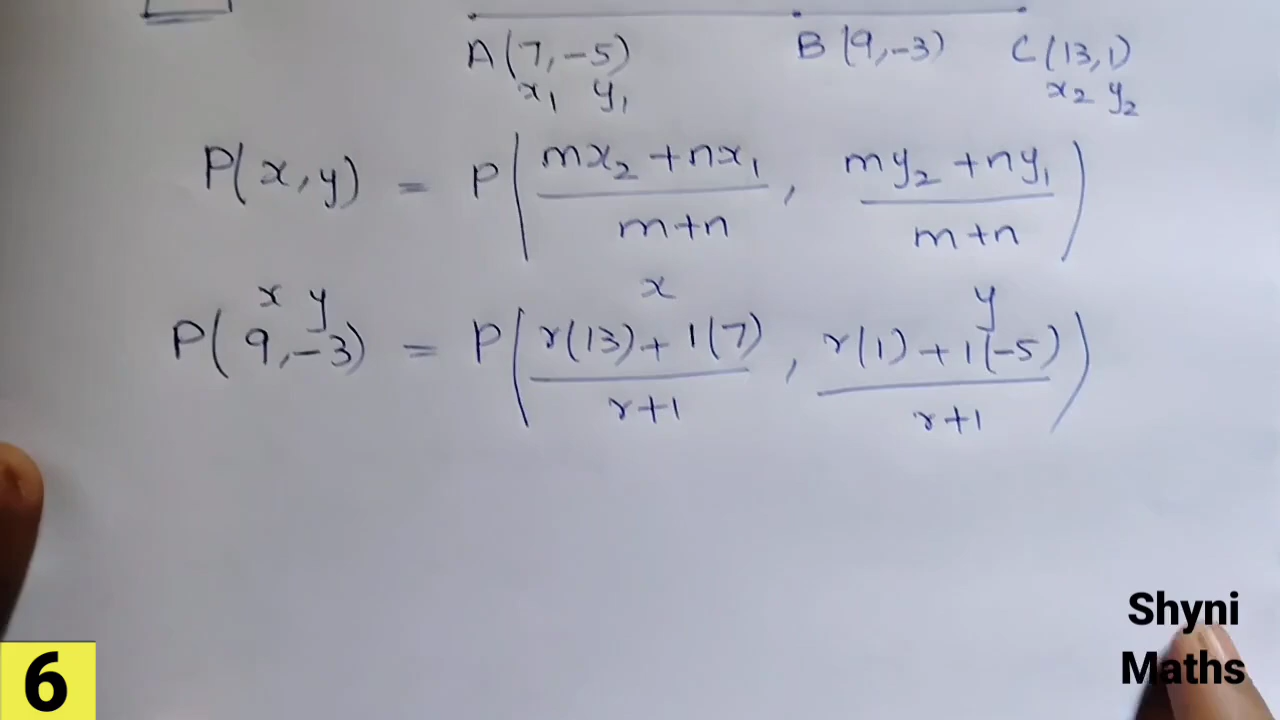 A(7,-5) B(9,-3) C(13,1)
x₁ y₁ x₂ y₂
P(x,y) = P(mx₂+nx₁/m+n, my₂+ny₁/m+n)
x y x y
P(9,-3) = P(r(13)+1(7)/r+1, r(1)+1(-5)/r+1)
Shyni
Maths
6